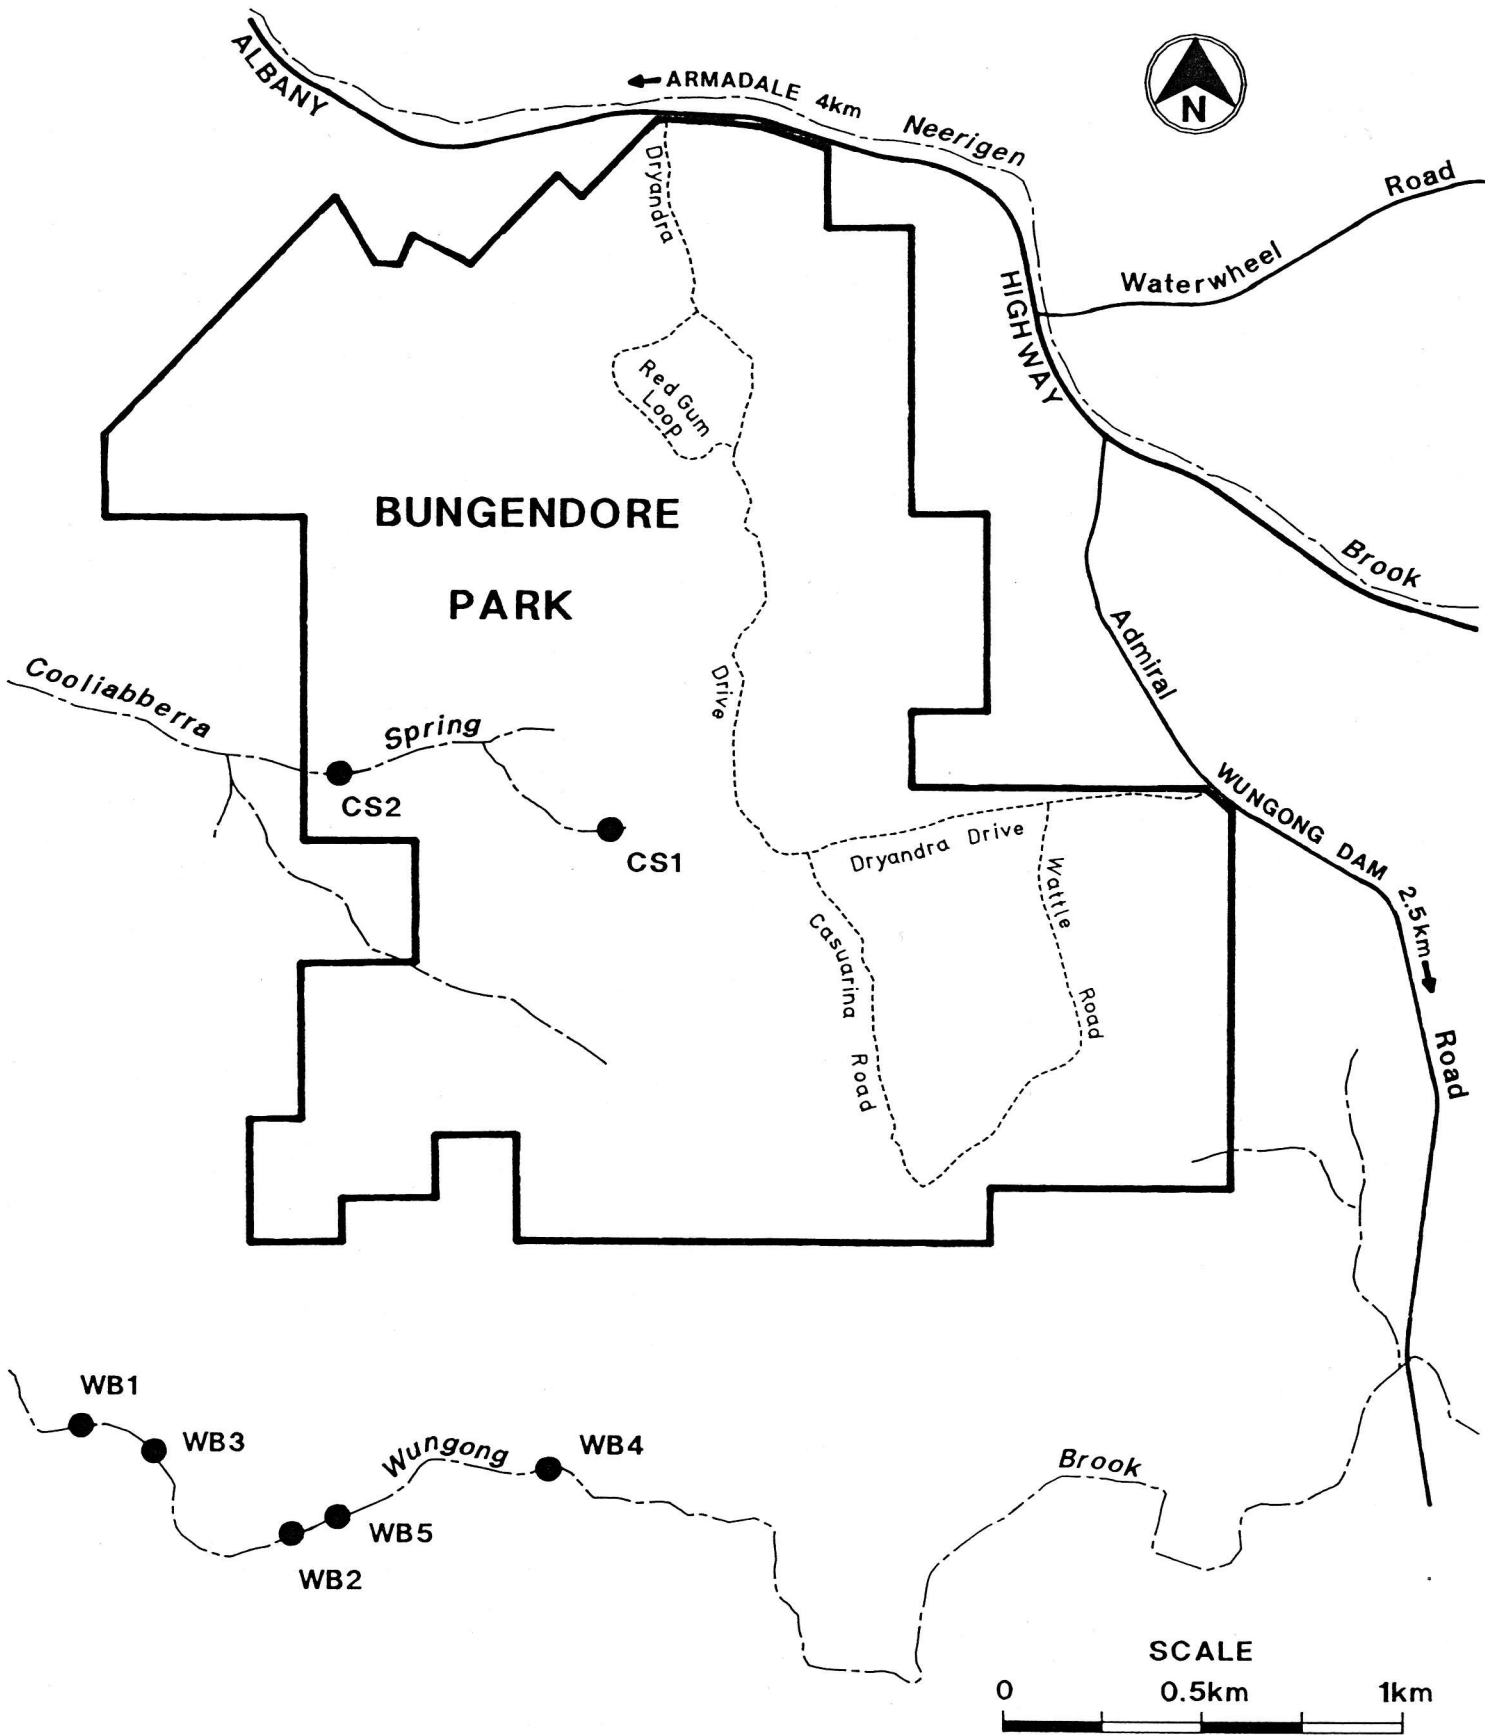 ALBANY
ARMADALE 4km
Neerigen
N
Road
Dryandra
Waterwheel
HIGHWAY
Red Gum
Loop
BUNGENDORE
PARK
Brook
Admiral
Cooliabberra
Spring
Drive
CS2
CS1
WUNGONG DAM 2.5km
Dryandra Drive
Wattle
Casuarina
Road
Road
Road
WB1
WB3
Wungong
WB4
Brook
WB5
WB2
SCALE
0 0.5km 1km